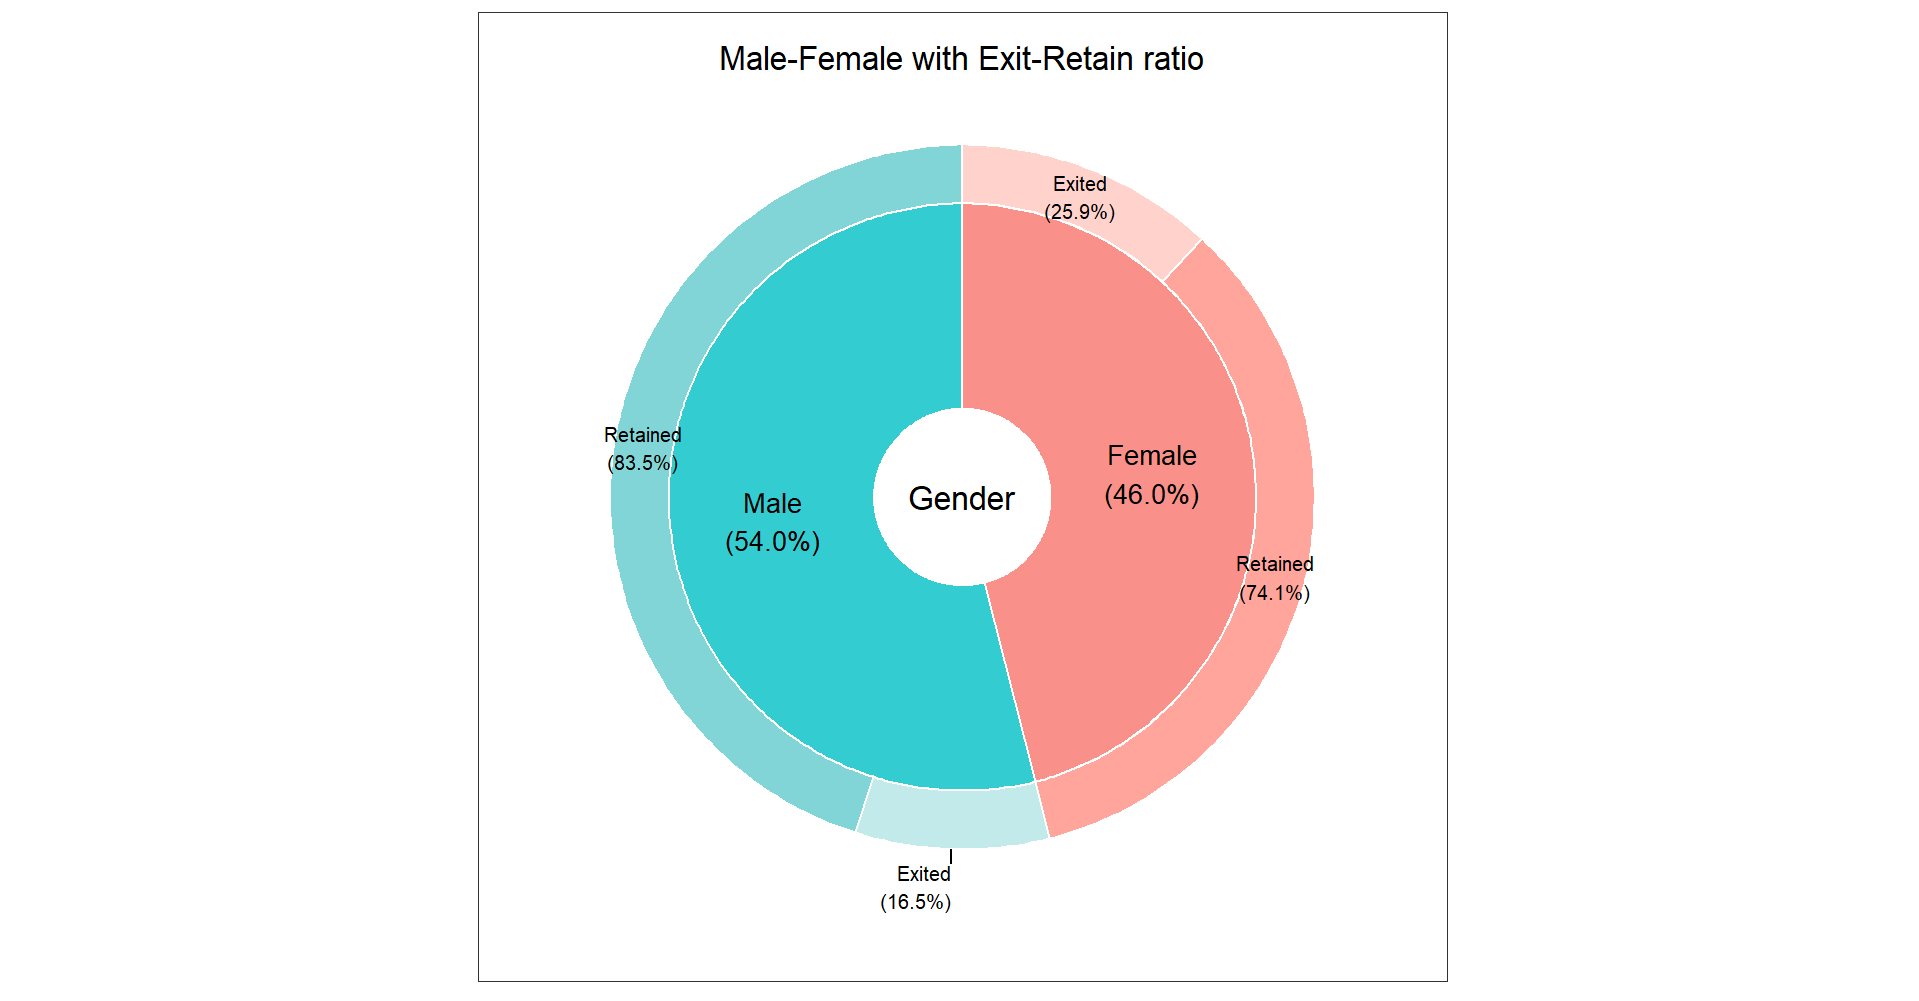 Male-Female with Exit-Retain ratio
Exited
(25.9%)
Retained
(83.5%)
Female
(46.0%)
Gender
Male
(54.0%)
Retained
(74.1%)
Exited
(16.5%)